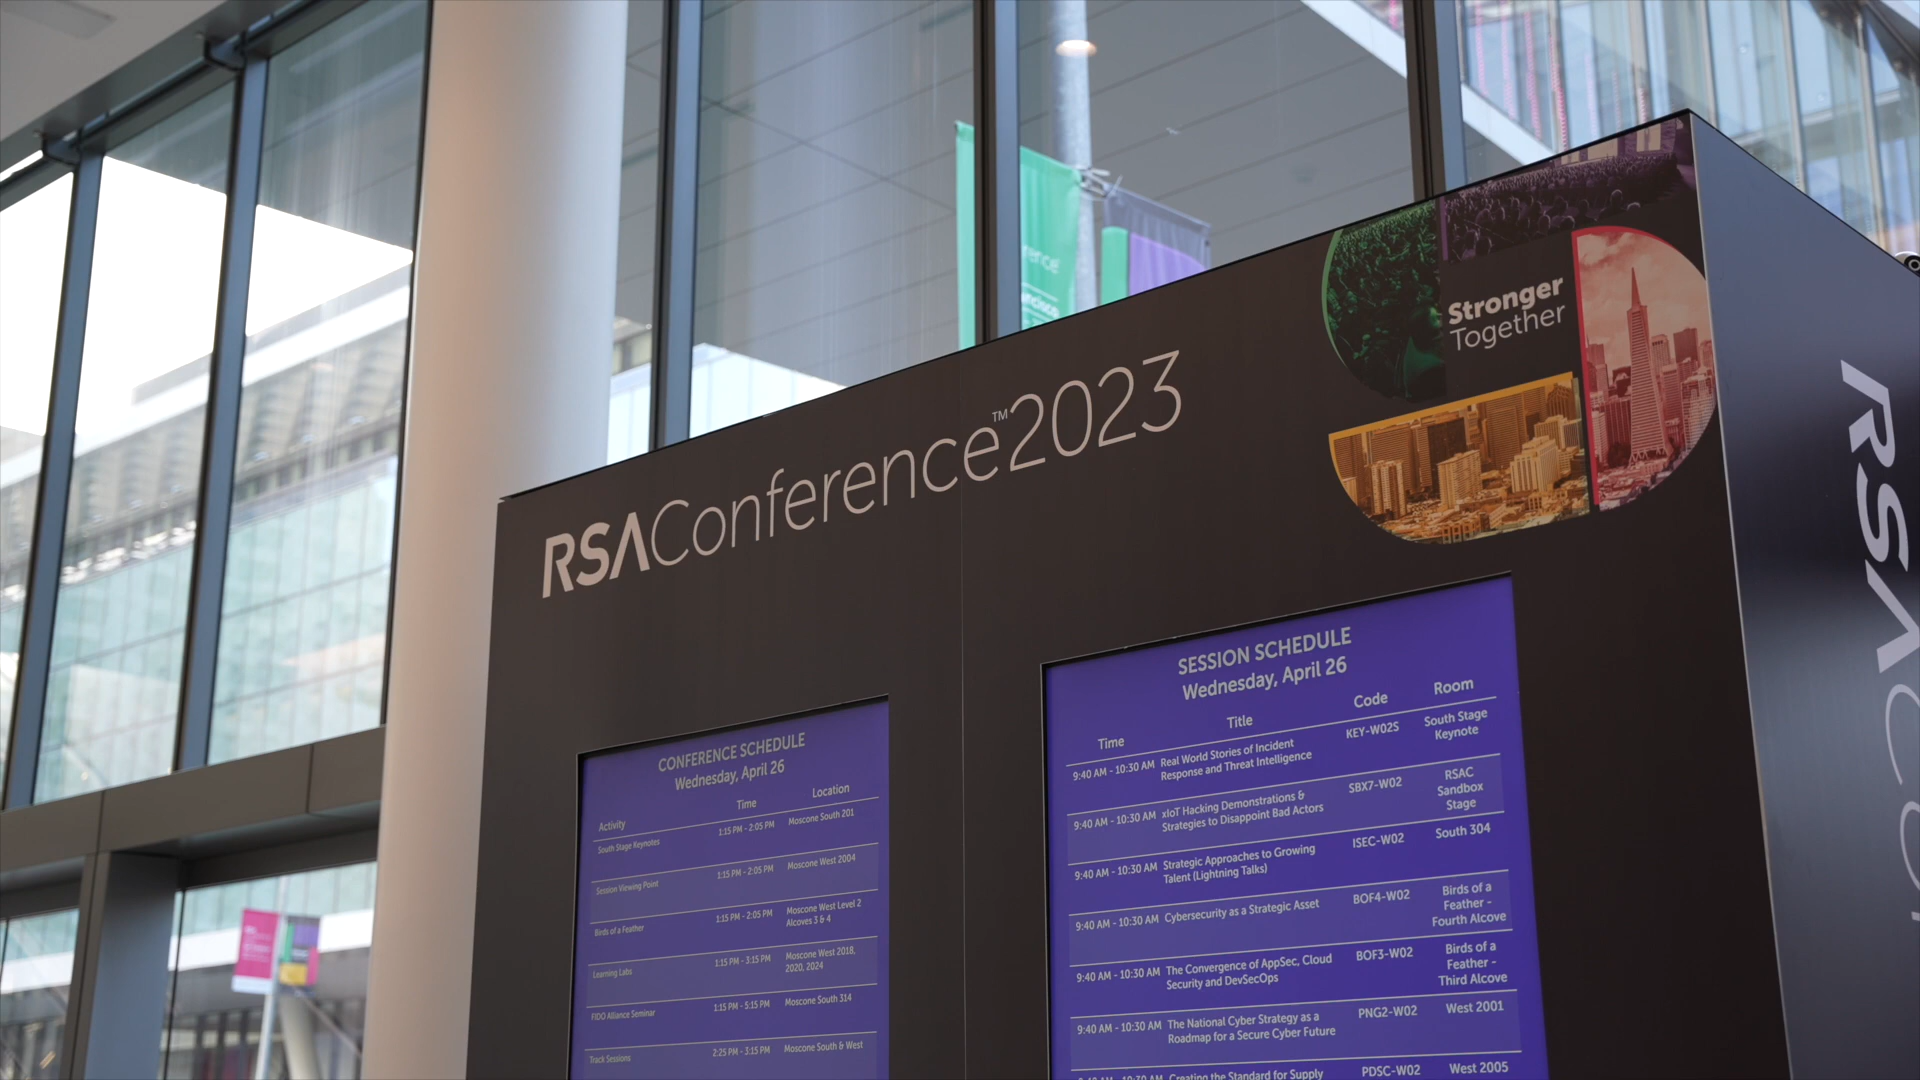 rence
ncisco
RSAConference™2023
Stronger
Together
RSAC
CONFERENCE SCHEDULE
Wednesday, April 26
Activity Time Location
South Stage Keynotes 1:15 PM - 2:05 PM Moscone South 201
Session Viewing Point 1:15 PM - 2:05 PM Moscone West 2004
Birds of a Feather 1:15 PM - 2:05 PM Moscone West Level 2
Alcoves 3 & 4
Learning Labs 1:15 PM - 3:15 PM Moscone West 2018,
2020, 2024
FIDO Alliance Seminar 1:15 PM - 5:15 PM Moscone South 314
Track Sessions 2:25 PM - 3:15 PM Moscone South & West
SESSION SCHEDULE
Wednesday, April 26
Time Title Code Room
9:40 AM - 10:30 AM Real World Stories of Incident KEY-W02S South Stage
Response and Threat Intelligence Keynote
9:40 AM - 10:30 AM xIoT Hacking Demonstrations & SBX7-W02 RSAC
Strategies to Disappoint Bad Actors Sandbox
Stage
9:40 AM - 10:30 AM Strategic Approaches to Growing ISEC-W02 South 304
Talent (Lightning Talks)
9:40 AM - 10:30 AM Cybersecurity as a Strategic Asset BOF4-W02 Birds of a
Feather -
Fourth Alcove
9:40 AM - 10:30 AM The Convergence of AppSec, Cloud BOF3-W02 Birds of a
Security and DevSecOps Feather -
Third Alcove
9:40 AM - 10:30 AM The National Cyber Strategy as a PNG2-W02 West 2001
Roadmap for a Secure Cyber Future
9:40 AM - 10:30 AM Creating the Standard for Supply PDSC-W02 West 2005